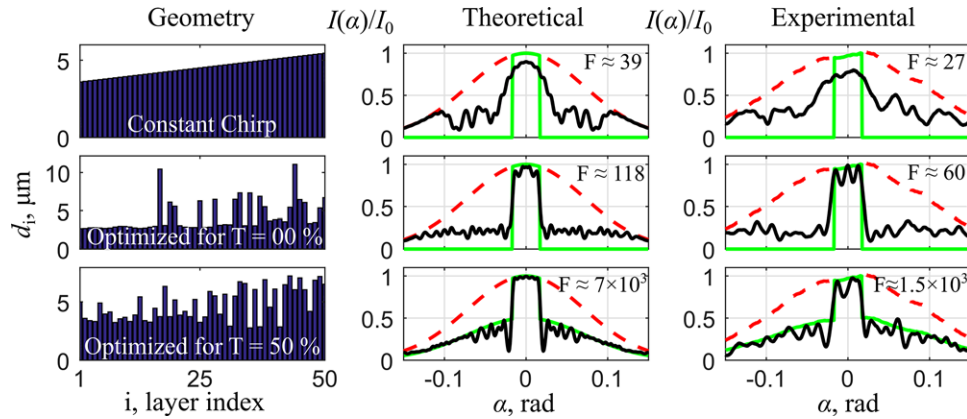 Geometry I(α)/I₀ Theoretical I(α)/I₀ Experimental
5
0
Constant Chirp
1
0.5
0
F ≈ 39
1
0.5
0
F ≈ 27
dᵢ, μm
10
5
0
Optimized for T = 00 %
1
0.5
0
F ≈ 118
1
0.5
0
F ≈ 60
5
0
Optimized for T = 50 %
1
0.5
0
F ≈ 7×10³
1
0.5
0
F≈1.5×10³
1 25 50
-0.1 0 0.1
-0.1 0 0.1
i, layer index
α, rad
α, rad